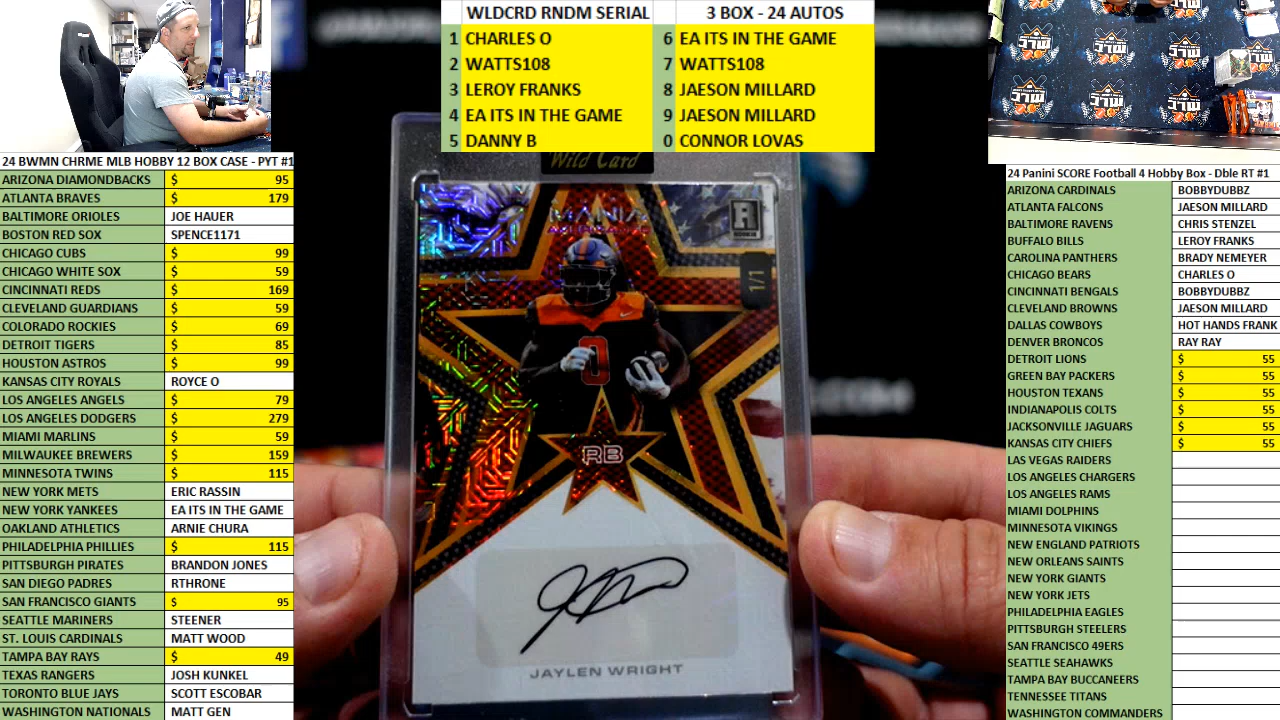 WLDCRD RNDM SERIAL 3 BOX - 24 AUTOS
1 CHARLES O 6 EA ITS IN THE GAME
2 WATTS108 7 WATTS108
3 LEROY FRANKS 8 JAESON MILLARD
4 EA ITS IN THE GAME 9 JAESON MILLARD
5 DANNY B 0 CONNOR LOVAS
24 BWMN CHRME MLB HOBBY 12 BOX CASE - PYT #1
ARIZONA DIAMONDBACKS $ 95
ATLANTA BRAVES $ 179
BALTIMORE ORIOLES JOE HAUER
BOSTON RED SOX SPENCE1171
CHICAGO CUBS $ 99
CHICAGO WHITE SOX $ 59
CINCINNATI REDS $ 169
CLEVELAND GUARDIANS $ 59
COLORADO ROCKIES $ 69
DETROIT TIGERS $ 85
HOUSTON ASTROS $ 99
KANSAS CITY ROYALS ROYCE O
LOS ANGELES ANGELS $ 79
LOS ANGELES DODGERS $ 279
MIAMI MARLINS $ 59
MILWAUKEE BREWERS $ 159
MINNESOTA TWINS $ 115
NEW YORK METS ERIC RASSIN
NEW YORK YANKEES EA ITS IN THE GAME
OAKLAND ATHLETICS ARNIE CHURA
PHILADELPHIA PHILLIES $ 115
PITTSBURGH PIRATES BRANDON JONES
SAN DIEGO PADRES RTHRONE
SAN FRANCISCO GIANTS $ 95
SEATTLE MARINERS STEENER
ST. LOUIS CARDINALS MATT WOOD
TAMPA BAY RAYS $ 49
TEXAS RANGERS JOSH KUNKEL
TORONTO BLUE JAYS SCOTT ESCOBAR
WASHINGTON NATIONALS MATT GEN
Wild Card
MANIA
R
1/1
0
RB
JAYLEN WRIGHT
24 Panini SCORE Football 4 Hobby Box - Dble RT #1
ARIZONA CARDINALS BOBBYDUBBZ
ATLANTA FALCONS JAESON MILLARD
BALTIMORE RAVENS CHRIS STENZEL
BUFFALO BILLS LEROY FRANKS
CAROLINA PANTHERS BRADY NEMEYER
CHICAGO BEARS CHARLES O
CINCINNATI BENGALS BOBBYDUBBZ
CLEVELAND BROWNS JAESON MILLARD
DALLAS COWBOYS HOT HANDS FRANK
DENVER BRONCOS RAY RAY
DETROIT LIONS $ 55
GREEN BAY PACKERS $ 55
HOUSTON TEXANS $ 55
INDIANAPOLIS COLTS $ 55
JACKSONVILLE JAGUARS $ 55
KANSAS CITY CHIEFS $ 55
LAS VEGAS RAIDERS
LOS ANGELES CHARGERS
LOS ANGELES RAMS
MIAMI DOLPHINS
MINNESOTA VIKINGS
NEW ENGLAND PATRIOTS
NEW ORLEANS SAINTS
NEW YORK GIANTS
NEW YORK JETS
PHILADELPHIA EAGLES
PITTSBURGH STEELERS
SAN FRANCISCO 49ERS
SEATTLE SEAHAWKS
TAMPA BAY BUCCANEERS
TENNESSEE TITANS
WASHINGTON COMMANDERS